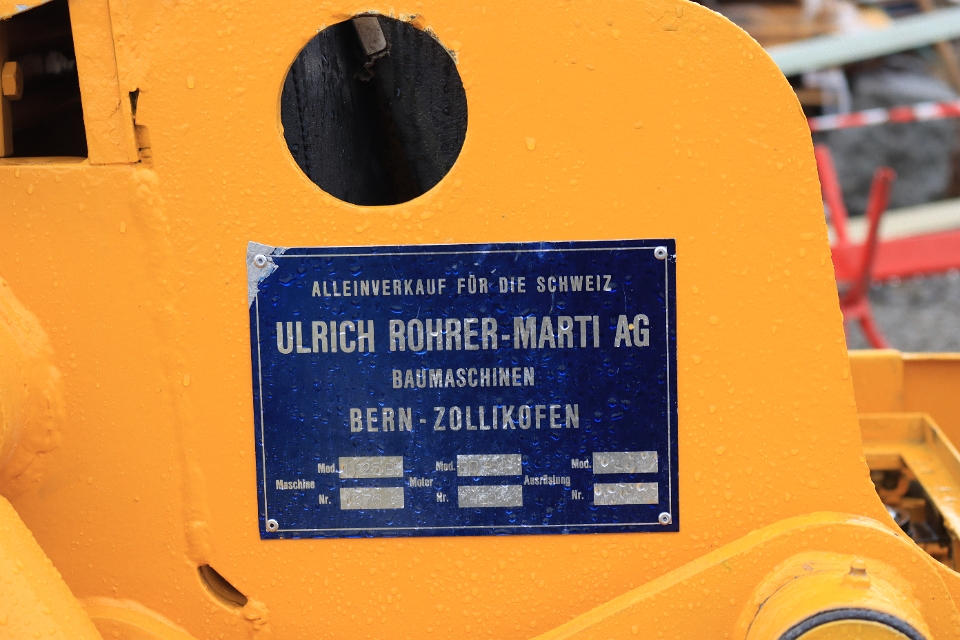 ALLEINVERKAUF FÜR DIE SCHWEIZ
ULRICH ROHRER-MARTI AG
BAUMASCHINEN
BERN - ZOLLIKOFEN
Mod. Mod. Mod.
Maschine Motor Ausrüstung
Nr. Nr. Nr.